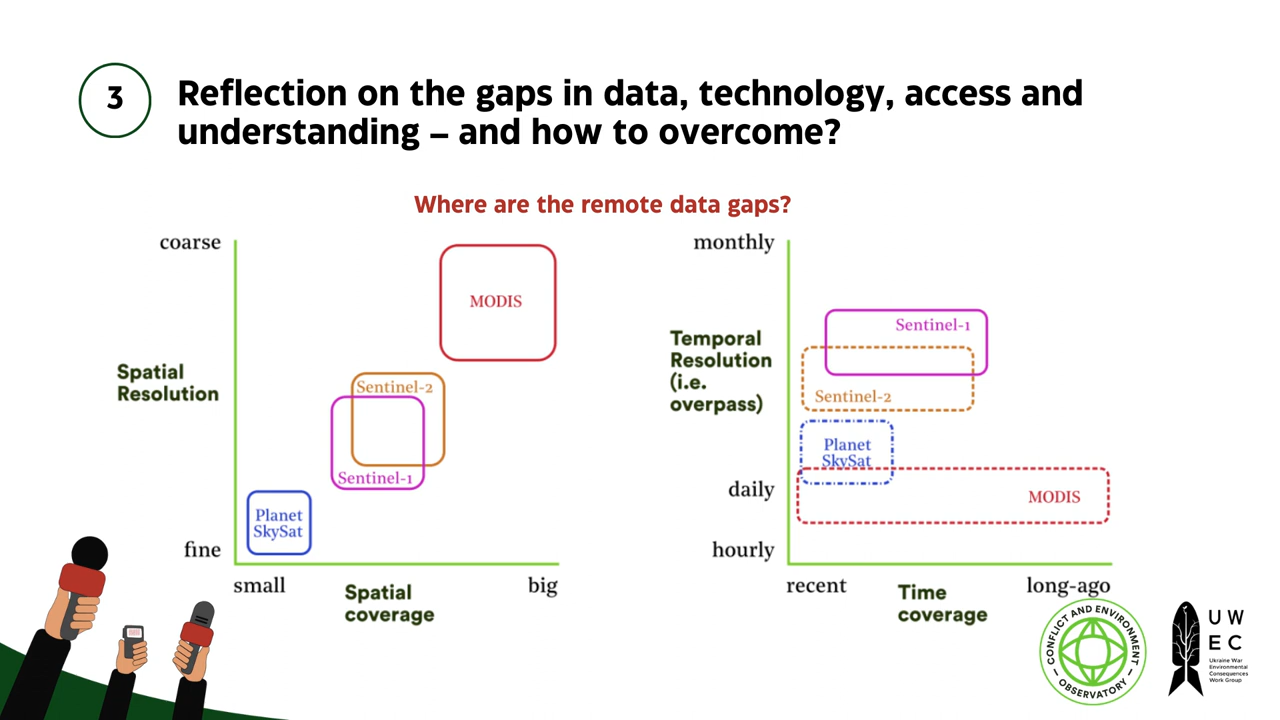 3
Reflection on the gaps in data, technology, access and
understanding – and how to overcome?
Where are the remote data gaps?
coarse
MODIS
Spatial
Resolution
Sentinel-2
Sentinel-1
Planet
SkySat
fine
small
Spatial
coverage
big
monthly
Sentinel-1
Temporal
Resolution
(i.e.
overpass)
Sentinel-2
Planet
SkySat
daily
MODIS
hourly
recent
Time
coverage
long-ago
CONFLICT AND ENVIRONMENT
OBSERVATORY
U W
E C
Ukraine War
Environmental
Consequences
Work Group